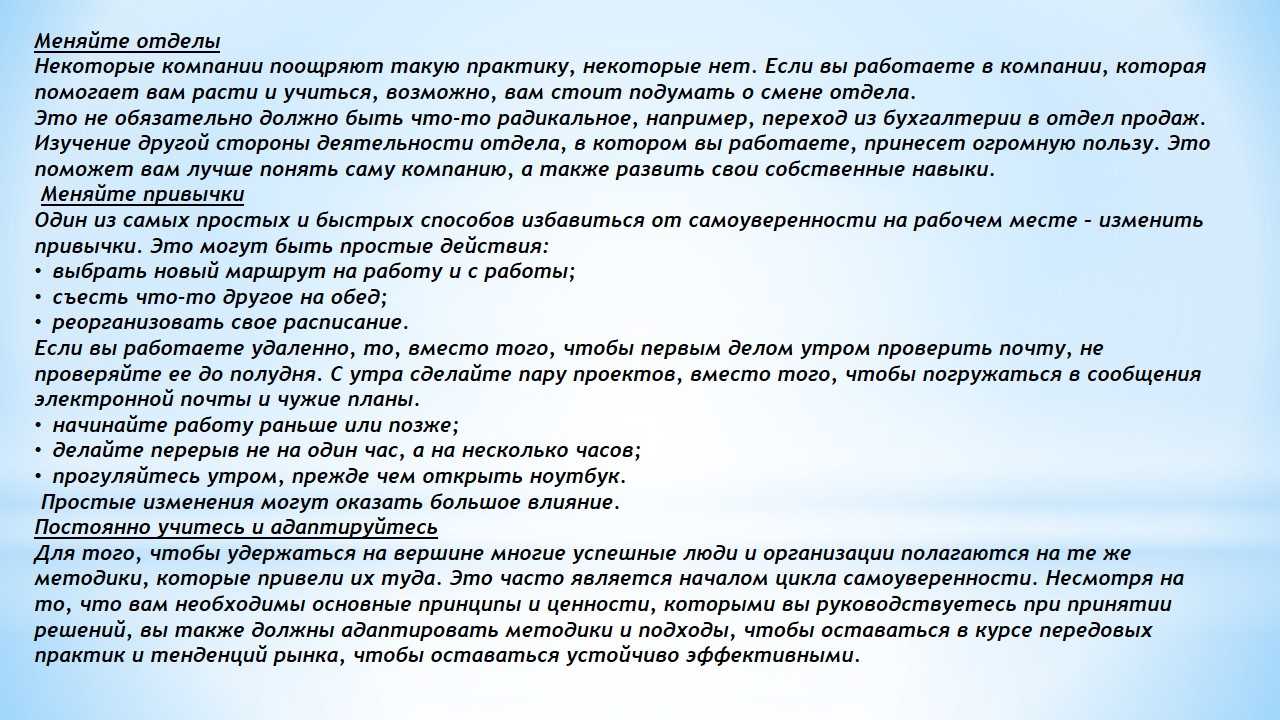 Меняйте отделы
Некоторые компании поощряют такую практику, некоторые нет. Если вы работаете в компании, которая
помогает вам расти и учиться, возможно, вам стоит подумать о смене отдела.
Это не обязательно должно быть что-то радикальное, например, переход из бухгалтерии в отдел продаж.
Изучение другой стороны деятельности отдела, в котором вы работаете, принесет огромную пользу. Это
поможет вам лучше понять саму компанию, а также развить свои собственные навыки.
Меняйте привычки
Один из самых простых и быстрых способов избавиться от самоуверенности на рабочем месте – изменить
привычки. Это могут быть простые действия:
• выбрать новый маршрут на работу и с работы;
• съесть что-то другое на обед;
• реорганизовать свое расписание.
Если вы работаете удаленно, то, вместо того, чтобы первым делом утром проверить почту, не
проверяйте ее до полудня. С утра сделайте пару проектов, вместо того, чтобы погружаться в сообщения
электронной почты и чужие планы.
• начинайте работу раньше или позже;
• делайте перерыв не на один час, а на несколько часов;
• прогуляйтесь утром, прежде чем открыть ноутбук.
Простые изменения могут оказать большое влияние.
Постоянно учитесь и адаптируйтесь
Для того, чтобы удержаться на вершине многие успешные люди и организации полагаются на те же
методики, которые привели их туда. Это часто является началом цикла самоуверенности. Несмотря на
то, что вам необходимы основные принципы и ценности, которыми вы руководствуетесь при принятии
решений, вы также должны адаптировать методики и подходы, чтобы оставаться в курсе передовых
практик и тенденций рынка, чтобы оставаться устойчиво эффективными.